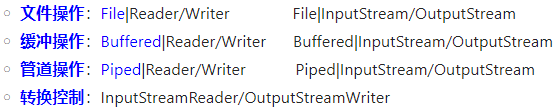 文件操作：File|Reader/Writer File|InputStream/OutputStream
缓冲操作：Buffered|Reader/Writer Buffered|InputStream/OutputStream
管道操作：Piped|Reader/Writer Piped|InputStream/OutputStream
转换控制：InputStreamReader/OutputStreamWriter